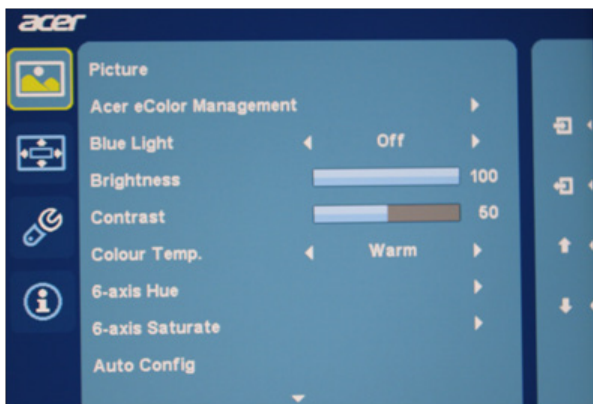 acer
Picture
Acer eColor Management
Blue Light Off
Brightness 100
Contrast 50
Colour Temp. Warm
6-axis Hue
6-axis Saturate
Auto Config